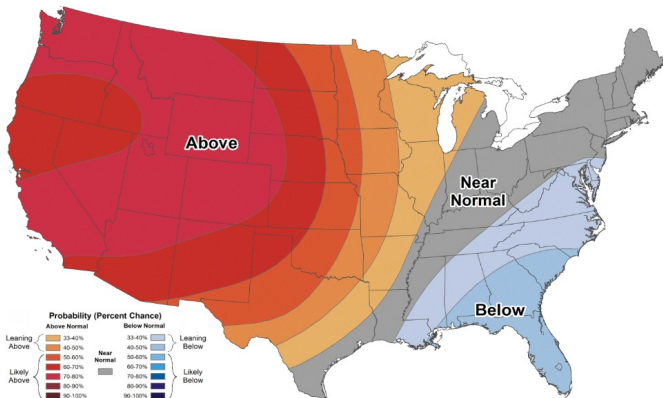 Above
Near
Normal
Below
Probability (Percent Chance)
Above Normal Below Normal
Leaning
Above
33-40%
40-50%
Likely
Above
50-60%
60-70%
70-80%
80-90%
90-100%
Near
Normal
33-40%
40-50%
Leaning
Below
50-60%
60-70%
70-80%
80-90%
90-100%
Likely
Below